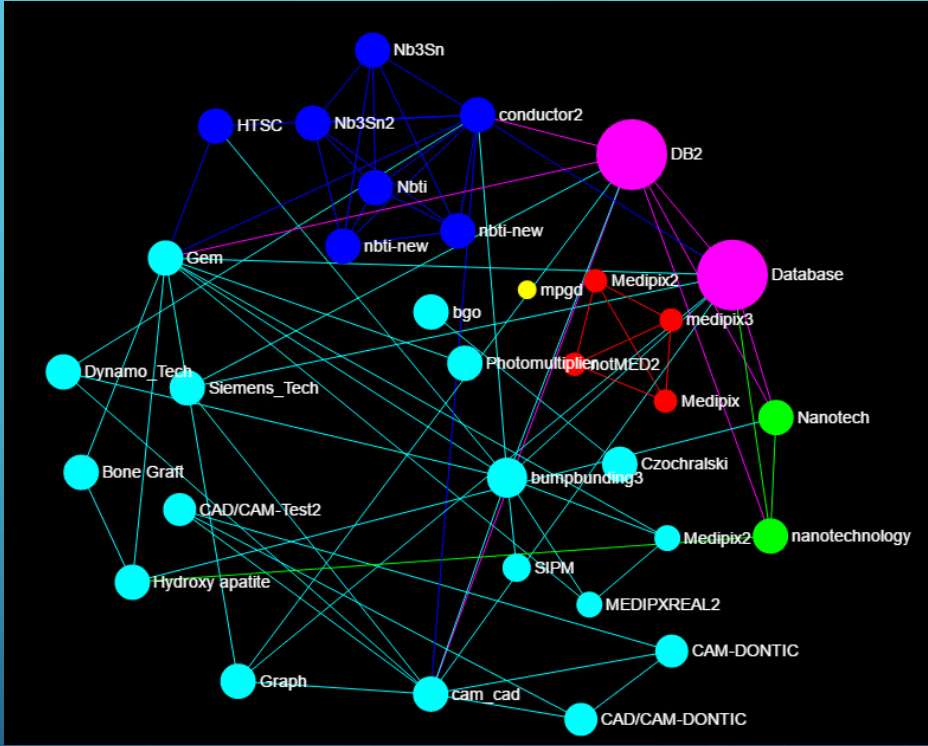 Nb3Sn
conductor2
HTSC
Nb3Sn2
DB2
Nbti
nbti-new
nbti-new
Gem
Database
Medipix2
mpgd
bgo
medipix3
Photomultiplier
notMED2
Dynamo_Tech
Siemens_Tech
Medipix
Nanotech
Czochralski
Bone Graft
bumpbunding3
CAD/CAM-Test2
nanotechnology
Medipix2
SIPM
Hydroxy apatite
MEDIPXREAL2
CAM-DONTIC
Graph
cam_cad
CAD/CAM-DONTIC